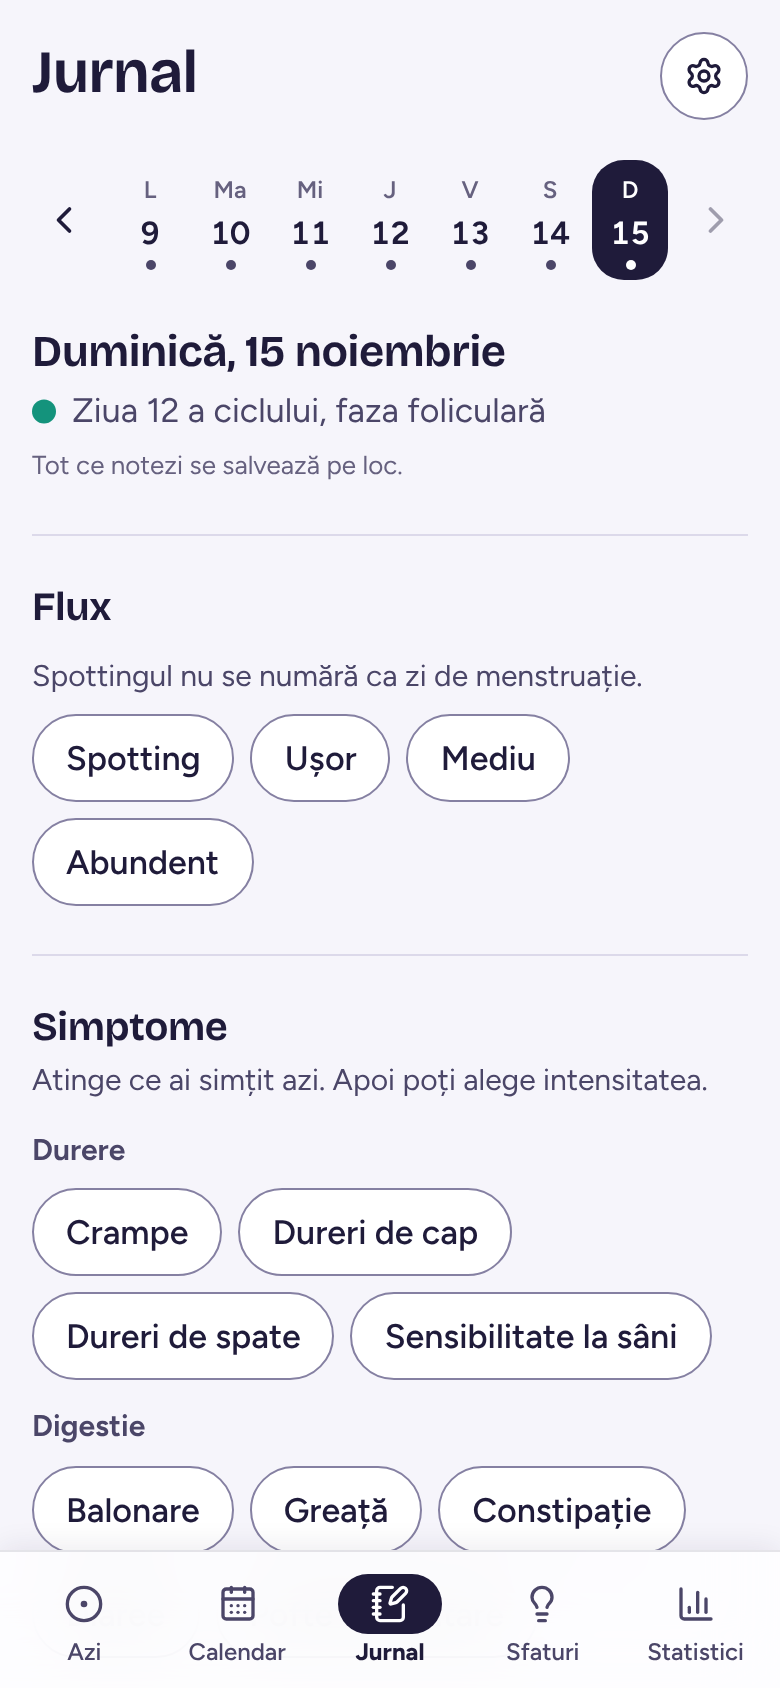 Jurnal
L Ma Mi J V S D
9 10 11 12 13 14 15
Duminică, 15 noiembrie
Ziua 12 a ciclului, faza foliculară
Tot ce notezi se salvează pe loc.
Flux
Spottingul nu se numără ca zi de menstruație.
Spotting Ușor Mediu
Abundent
Simptome
Atinge ce ai simțit azi. Apoi poți alege intensitatea.
Durere
Crampe Dureri de cap
Dureri de spate Sensibilitate la sâni
Digestie
Balonare Greață Constipație
Azi Calendar Jurnal Sfaturi Statistici